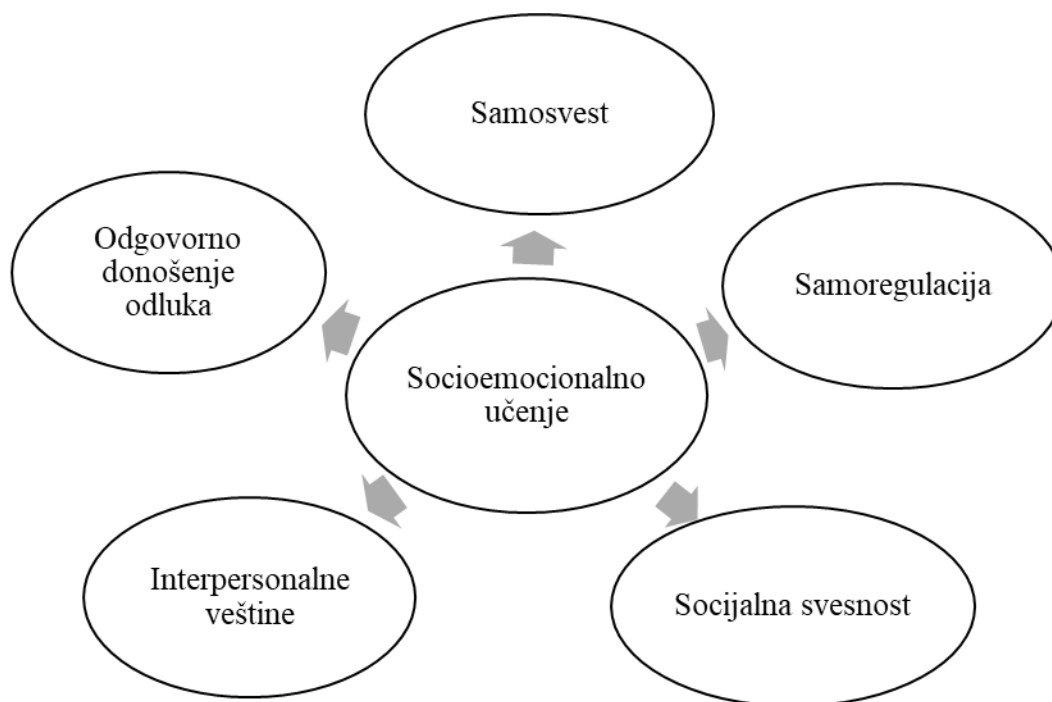 Samosvest
Odgovorno
donošenje
odluka
Samoregulacija
Socioemocionalno
učenje
Interpersonalne
veštine
Socijalna svesnost